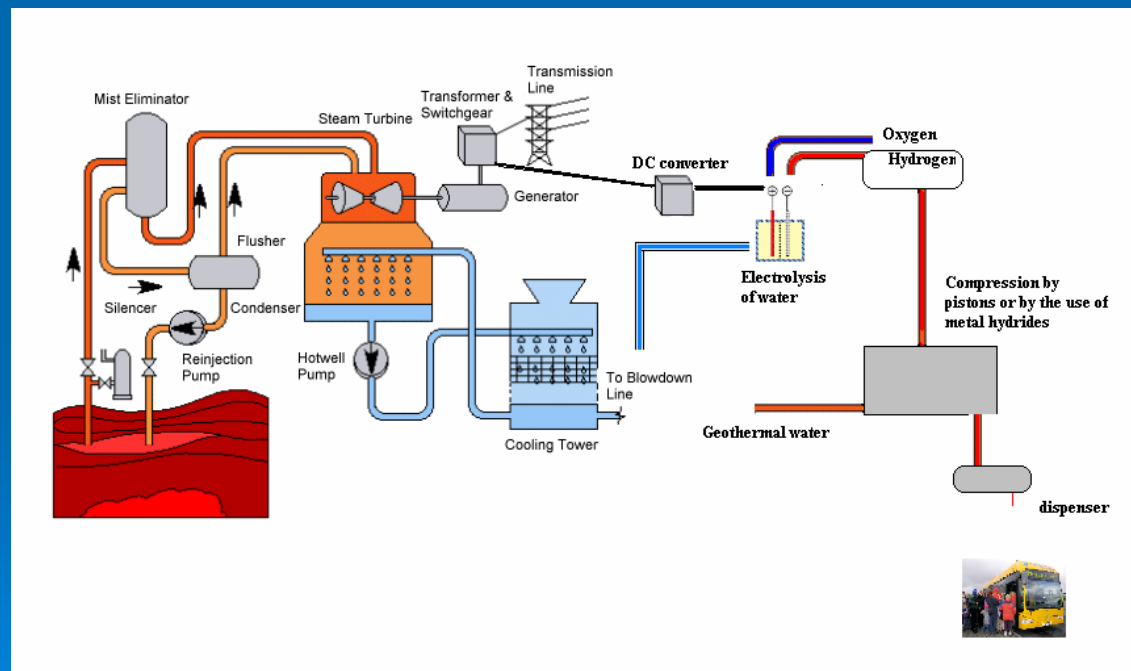 Mist Eliminator
Steam Turbine
Transformer &
Switchgear
Transmission
Line
Generator
DC converter
Oxygen
Hydrogen
Flusher
Silencer
Condenser
Reinjection
Pump
Hotwell
Pump
To Blowdown
Line
Cooling Tower
Electrolysis
of water
Compression by
pistons or by the use of
metal hydrides
Geothermal water
dispenser